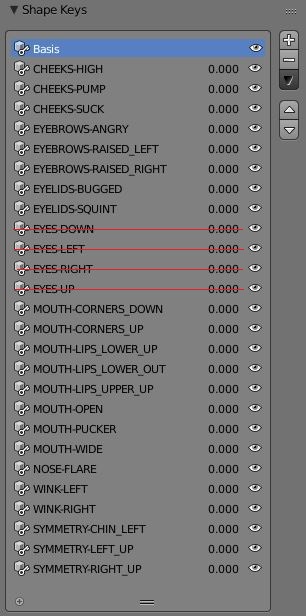 Shape Keys
Basis
CHEEKS-HIGH 0.000
CHEEKS-PUMP 0.000
CHEEKS-SUCK 0.000
EYEBROWS-ANGRY 0.000
EYEBROWS-RAISED_LEFT 0.000
EYEBROWS-RAISED_RIGHT 0.000
EYELIDS-BUGGED 0.000
EYELIDS-SQUINT 0.000
EYES-DOWN 0.000
EYES-LEFT 0.000
EYES-RIGHT 0.000
EYES-UP 0.000
MOUTH-CORNERS_DOWN 0.000
MOUTH-CORNERS_UP 0.000
MOUTH-LIPS_LOWER_UP 0.000
MOUTH-LIPS_LOWER_OUT 0.000
MOUTH-LIPS_UPPER_UP 0.000
MOUTH-OPEN 0.000
MOUTH-PUCKER 0.000
MOUTH-WIDE 0.000
NOSE-FLARE 0.000
WINK-LEFT 0.000
WINK-RIGHT 0.000
SYMMETRY-CHIN_LEFT 0.000
SYMMETRY-LEFT_UP 0.000
SYMMETRY-RIGHT_UP 0.000